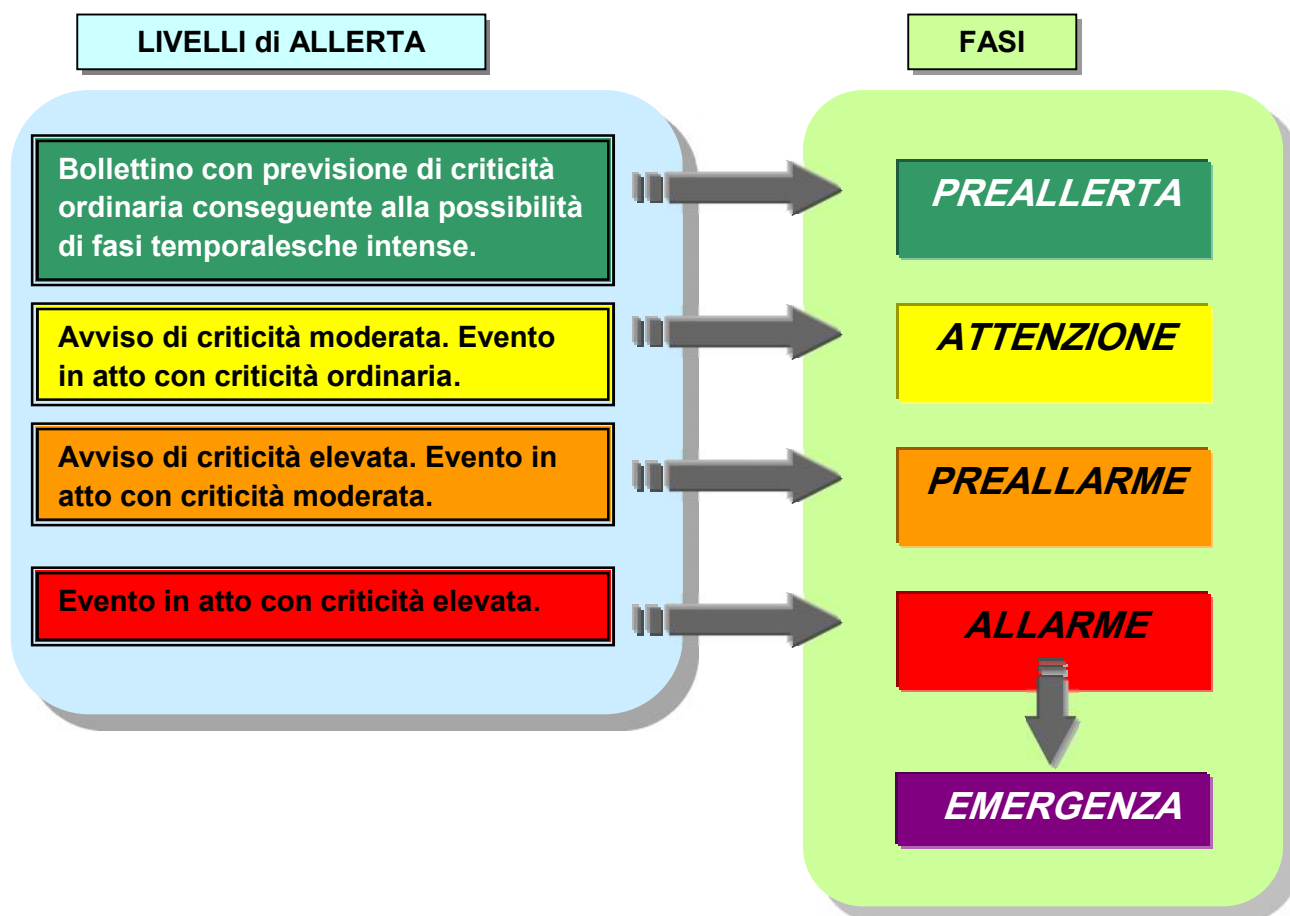 LIVELLI di ALLERTA
FASI
Bollettino con previsione di criticità
ordinaria conseguente alla possibilità
di fasi temporalesche intense.
PREALLERTA
Avviso di criticità moderata. Evento
in atto con criticità ordinaria.
ATTENZIONE
Avviso di criticità elevata. Evento in
atto con criticità moderata.
PREALLARME
Evento in atto con criticità elevata.
ALLARME
EMERGENZA